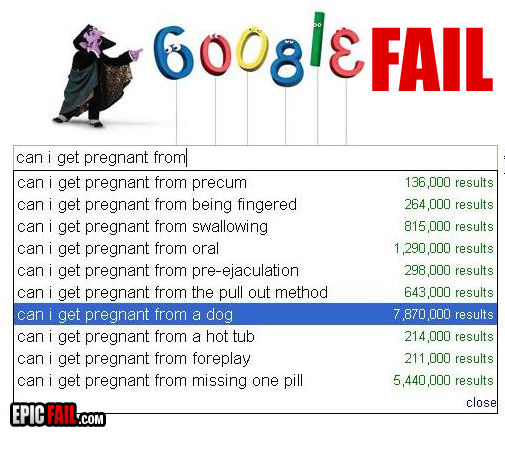 600813 FAIL
can i get pregnant from
can i get pregnant from precum 136,000 results
can i get pregnant from being fingered 264,000 results
can i get pregnant from swallowing 815,000 results
can i get pregnant from oral 1,290,000 results
can i get pregnant from pre-ejaculation 298,000 results
can i get pregnant from the pull out method 643,000 results
can i get pregnant from a dog 7,870,000 results
can i get pregnant from a hot tub 214,000 results
can i get pregnant from foreplay 211,000 results
can i get pregnant from missing one pill 5,440,000 results
close
EPIC FAIL.COM